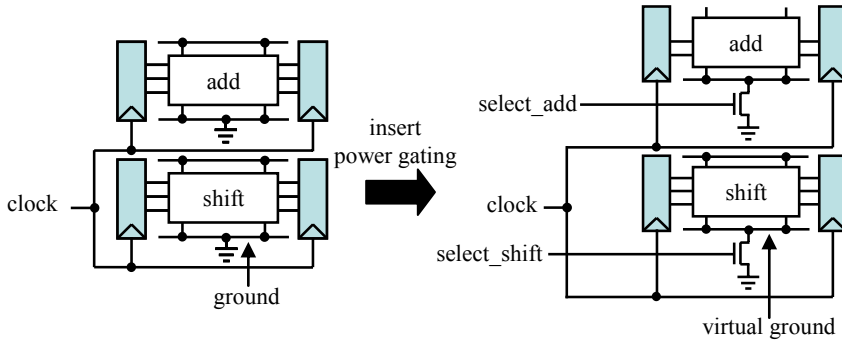 add
insert
power gating
clock
shift
ground
add
select_add
clock
shift
select_shift
virtual ground